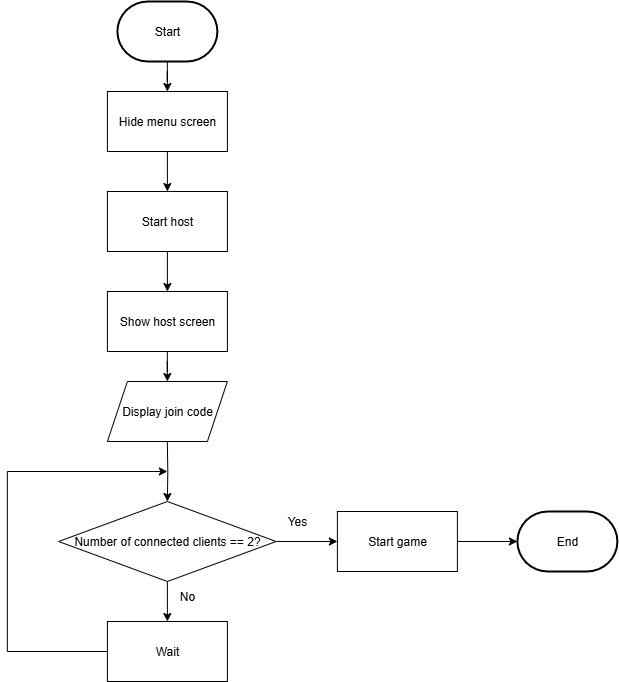 Start
Hide menu screen
Start host
Show host screen
Display join code
Number of connected clients == 2?
Yes
Start game
End
No
Wait